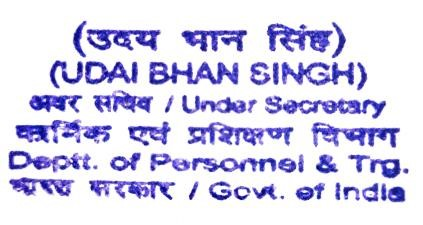 (उदय भान सिंह)
(UDAI BHAN SINGH)
अवर सचिव / Under Secretary
कार्मिक एवं प्रशिक्षण विभाग
Deptt. of Personnel & Trg.
भारत सरकार / Govt. of India